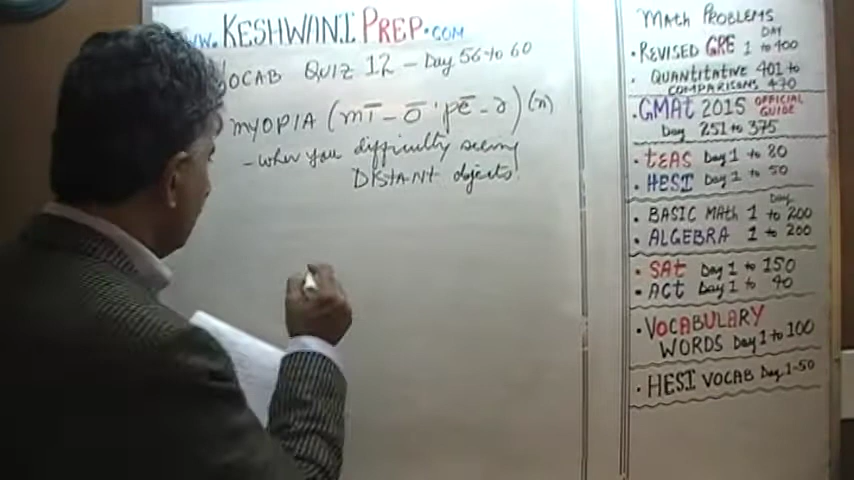 WWW.KESHWANIPREP.COM
VOCAB QUIZ 12 - Day 56 to 60
MYOPIA (mī-ō'pē-ə) (n)
- when you difficulty seeing
DISTANT objects.
MATH PROBLEMS
DAY
• REVISED GRE 1 to 400
• QUANTITATIVE 401 to
COMPARISONS 470
GMAT 2015 OFFICIAL GUIDE
Day 251 to 375
• TEAS Day 1 to 80
• HESI Day 1 to 50
Day
• BASIC MATH 1 to 200
• ALGEBRA 1 to 200
• SAT Day 1 to 150
• ACT Day 1 to 40
• VOCABULARY
WORDS Day 1 to 100
• HESI VOCAB Day 1-50